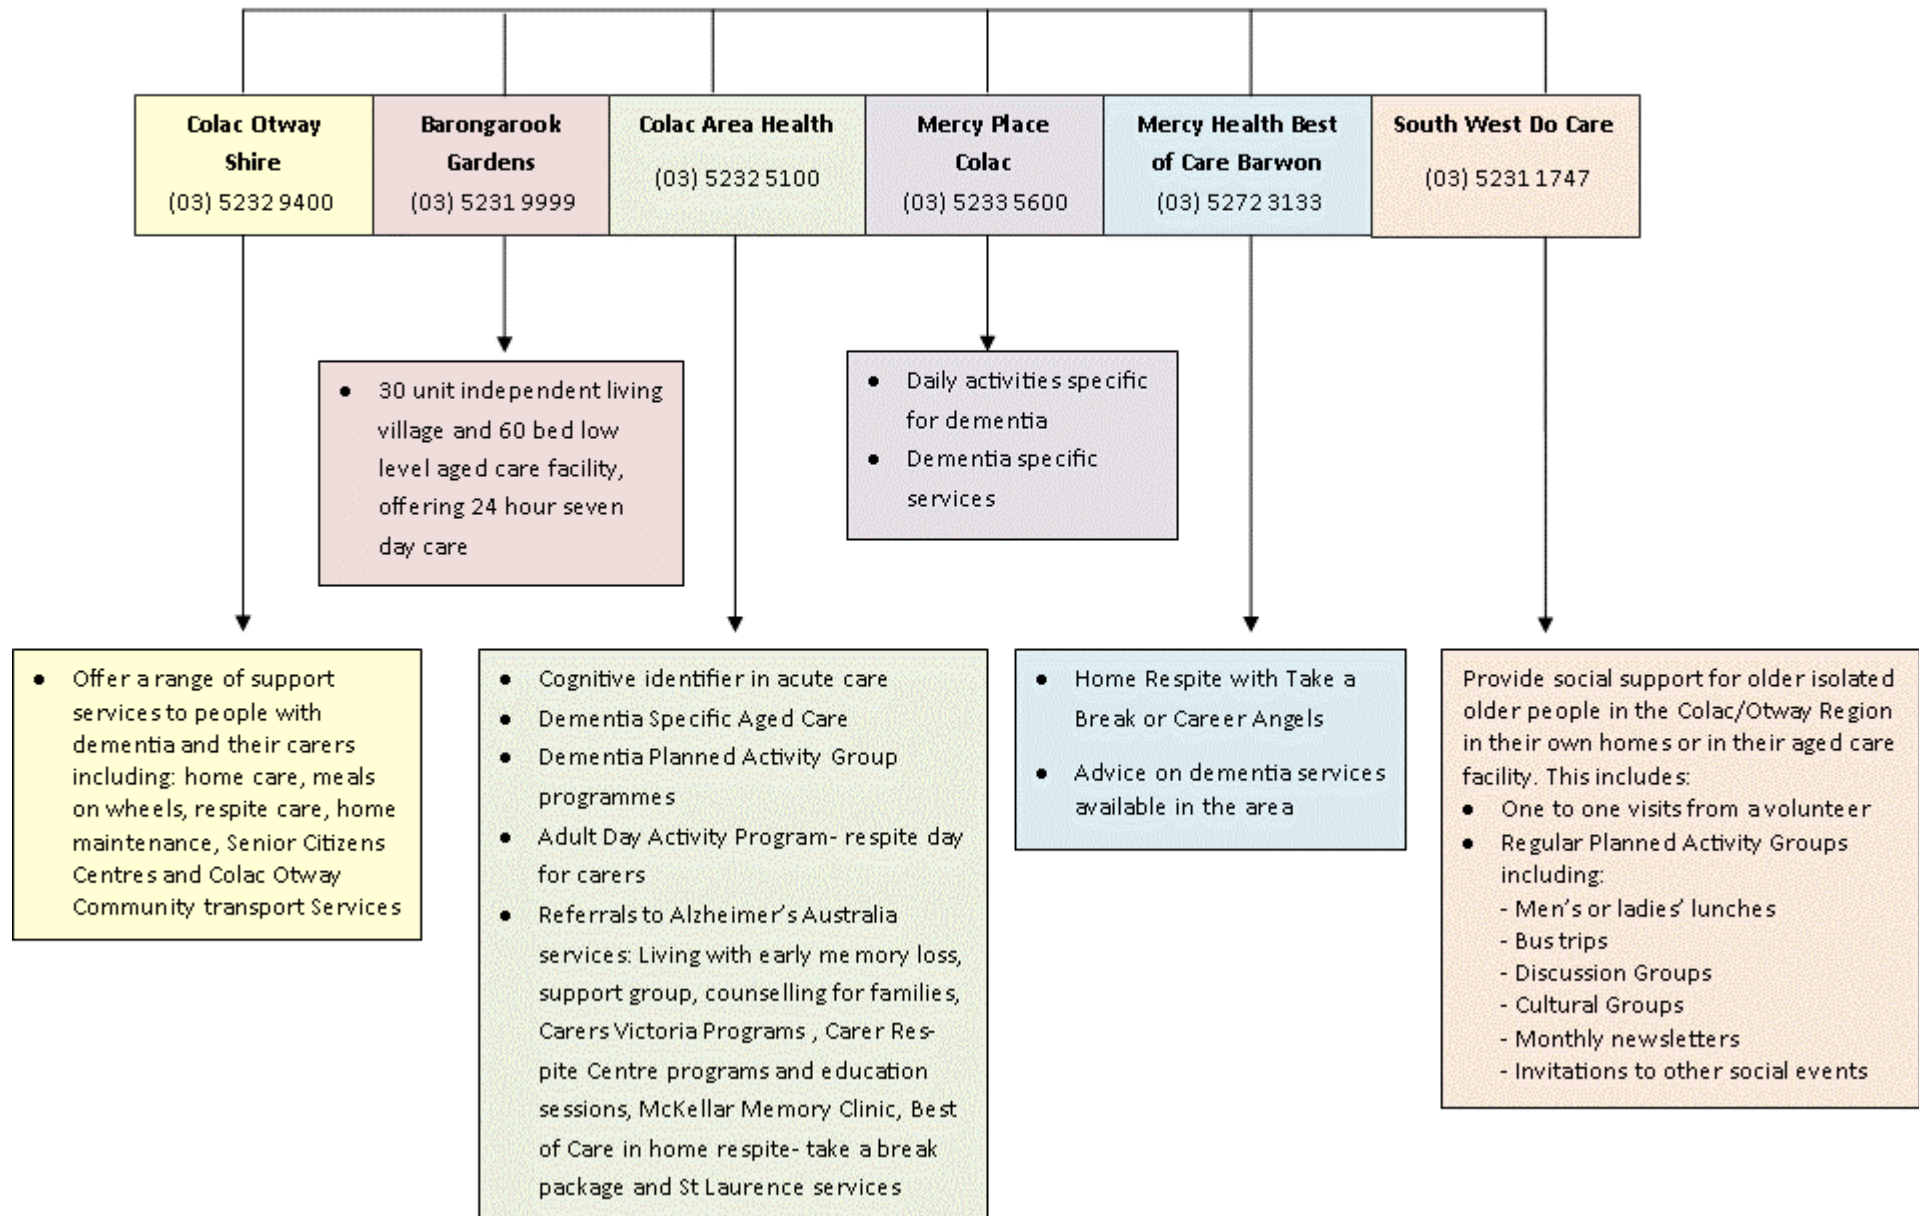 Colac Otway
Shire
(03) 5232 9400
Barongarook
Gardens
(03) 5231 9999
Colac Area Health
(03) 5232 5100
Mercy Place
Colac
(03) 5233 5600
Mercy Health Best
of Care Barwon
(03) 5272 3133
South West Do Care
(03) 5231 1747
● 30 unit independent living
village and 60 bed low
level aged care facility,
offering 24 hour seven
day care
● Daily activities specific
for dementia
● Dementia specific
services
● Offer a range of support
services to people with
dementia and their carers
including: home care, meals
on wheels, respite care, home
maintenance, Senior Citizens
Centres and Colac Otway
Community transport Services
● Cognitive identifier in acute care
● Dementia Specific Aged Care
● Dementia Planned Activity Group
programmes
● Adult Day Activity Program- respite day
for carers
● Referrals to Alzheimer’s Australia
services: Living with early memory loss,
support group, counselling for families,
Carers Victoria Programs , Carer Res-
pite Centre programs and education
sessions, McKellar Memory Clinic, Best
of Care in home respite- take a break
package and St Laurence services
● Home Respite with Take a
Break or Career Angels
● Advice on dementia services
available in the area
Provide social support for older isolated
older people in the Colac/Otway Region
in their own homes or in their aged care
facility. This includes:
● One to one visits from a volunteer
● Regular Planned Activity Groups
including:
- Men’s or ladies’ lunches
- Bus trips
- Discussion Groups
- Cultural Groups
- Monthly newsletters
- Invitations to other social events